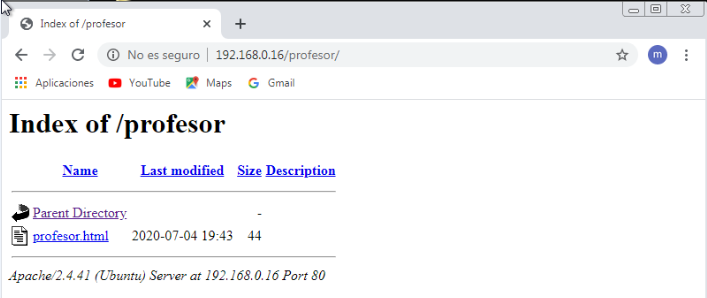 Index of /profesor
No es seguro | 192.168.0.16/profesor/
m
Aplicaciones YouTube Maps Gmail
Index of /profesor
Name Last modified Size Description
Parent Directory -
profesor.html 2020-07-04 19:43 44
Apache/2.4.41 (Ubuntu) Server at 192.168.0.16 Port 80